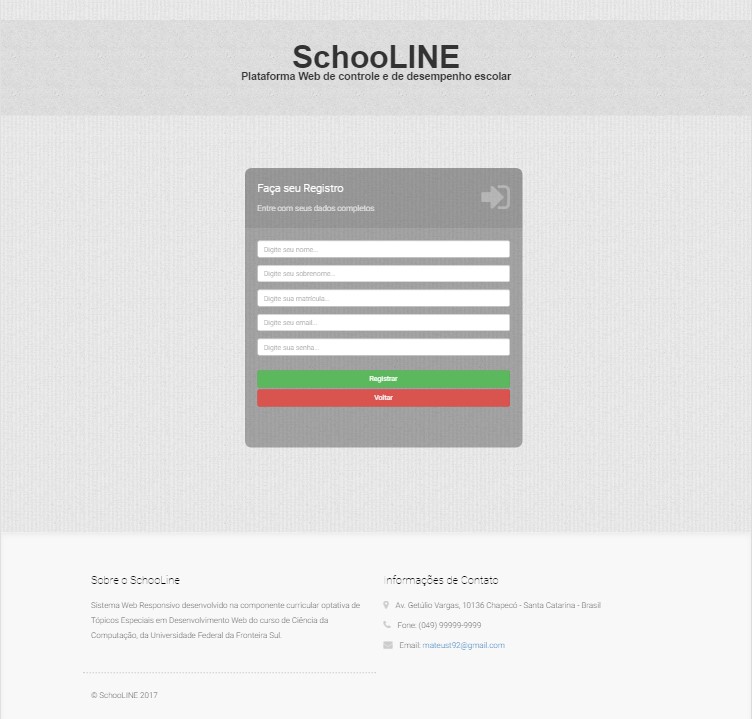 SchooLINE
Plataforma Web de controle e de desempenho escolar
Faça seu Registro
Entre com seus dados completos
Digite seu nome...
Digite seu sobrenome...
Digite sua matrícula...
Digite seu email...
Digite sua senha...
Registrar
Voltar
Sobre o SchooLine
Sistema Web Responsivo desenvolvido na componente curricular optativa de
Tópicos Especiais em Desenvolvimento Web do curso de Ciência da
Computação, da Universidade Federal da Fronteira Sul.
Informações de Contato
Av. Getúlio Vargas, 10136 Chapecó - Santa Catarina - Brasil
Fone: (049) 99999-9999
Email: mateust92@gmail.com
© SchooLINE 2017